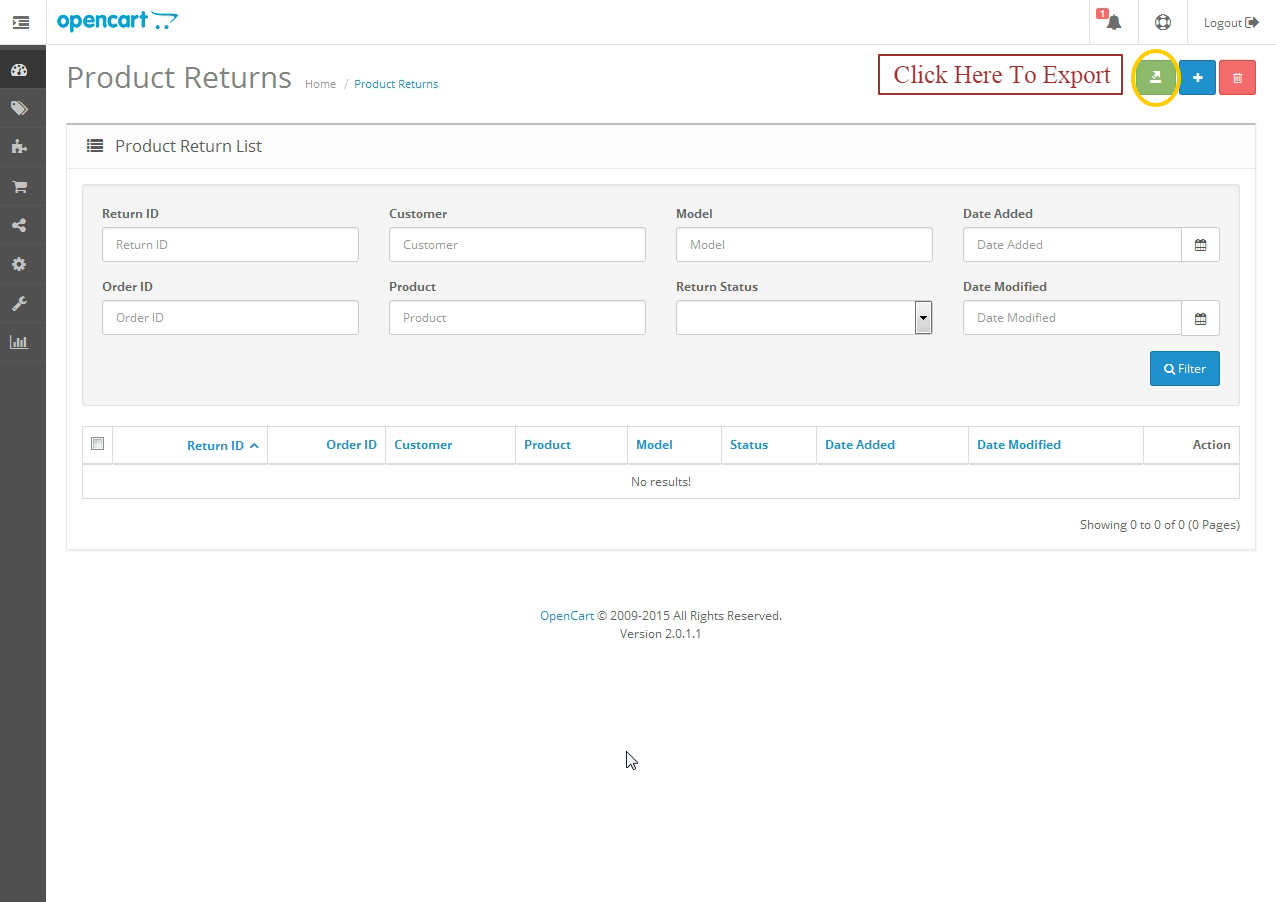 opencart
1
Logout
Product Returns Home / Product Returns
Click Here To Export
Product Return List
Return ID Customer Model Date Added
Return ID Customer Model Date Added
Order ID Product Return Status Date Modified
Order ID Product Date Modified
Filter
Return ID Order ID Customer Product Model Status Date Added Date Modified Action
No results!
Showing 0 to 0 of 0 (0 Pages)
OpenCart © 2009-2015 All Rights Reserved.
Version 2.0.1.1